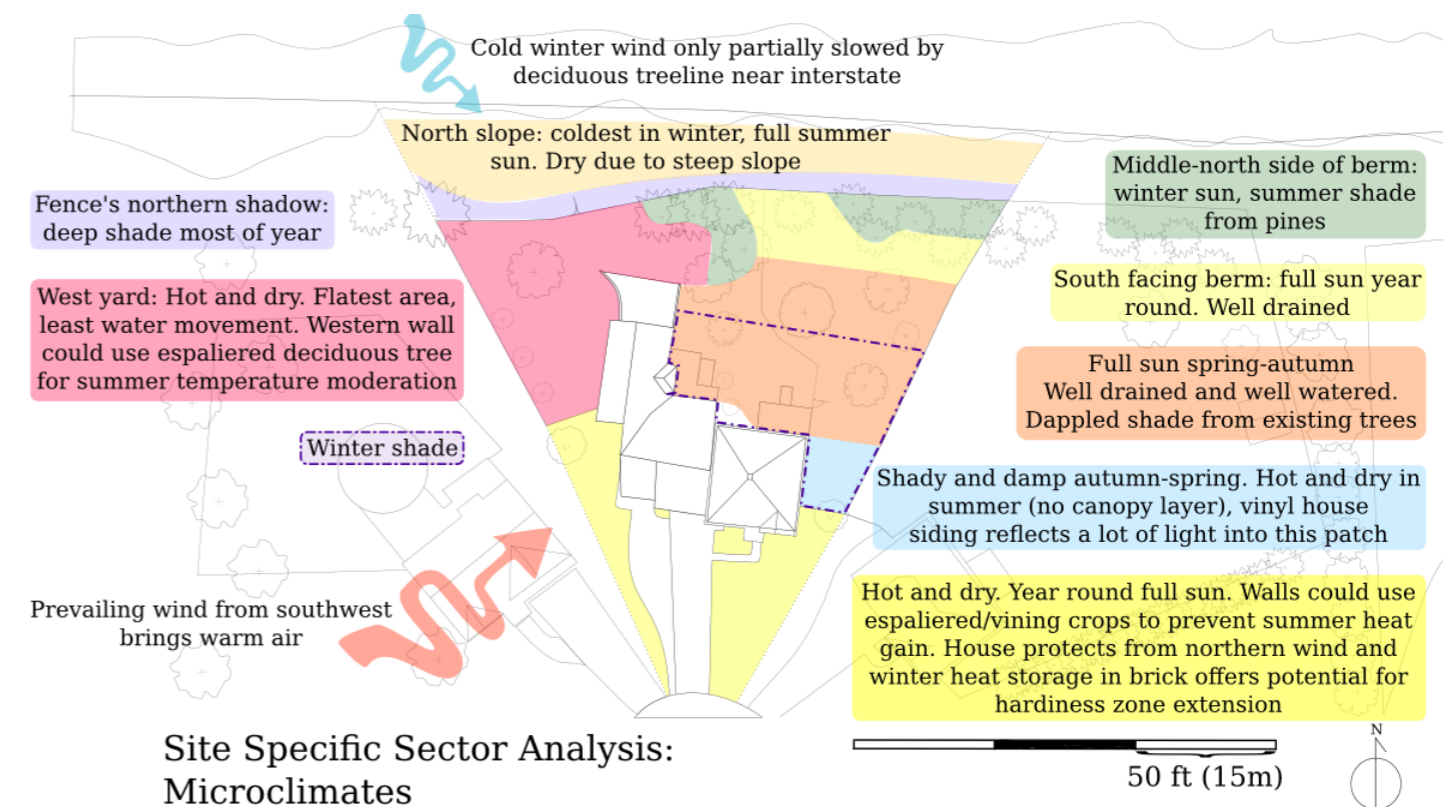 Cold winter wind only partially slowed by
deciduous treeline near interstate
North slope: coldest in winter, full summer
sun. Dry due to steep slope
Middle-north side of berm:
winter sun, summer shade
from pines
Fence's northern shadow:
deep shade most of year
South facing berm: full sun year
round. Well drained
West yard: Hot and dry. Flatest area,
least water movement. Western wall
could use espaliered deciduous tree
for summer temperature moderation
Full sun spring-autumn
Well drained and well watered.
Dappled shade from existing trees
Winter shade
Shady and damp autumn-spring. Hot and dry in
summer (no canopy layer), vinyl house
siding reflects a lot of light into this patch
Hot and dry. Year round full sun. Walls could use
espaliered/vining crops to prevent summer heat
gain. House protects from northern wind and
winter heat storage in brick offers potential for
hardiness zone extension
Prevailing wind from southwest
brings warm air
Site Specific Sector Analysis:
Microclimates
50 ft (15m)
N